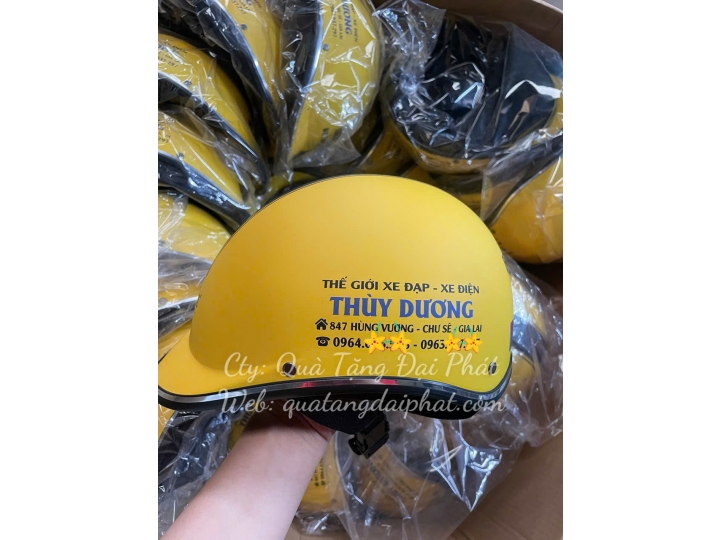 THẾ GIỚI XE ĐẠP - XE ĐIỆN
THÙY DƯƠNG
847 HÙNG VƯƠNG - CHƯ SÊ - GIA LAI
Cty: Quà Tặng Đại Phát
Web: quatangdaiphat.com